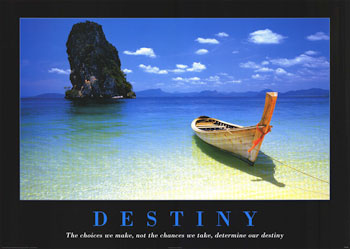 DESTINY
The choices we make, not the chances we take, determine our destiny